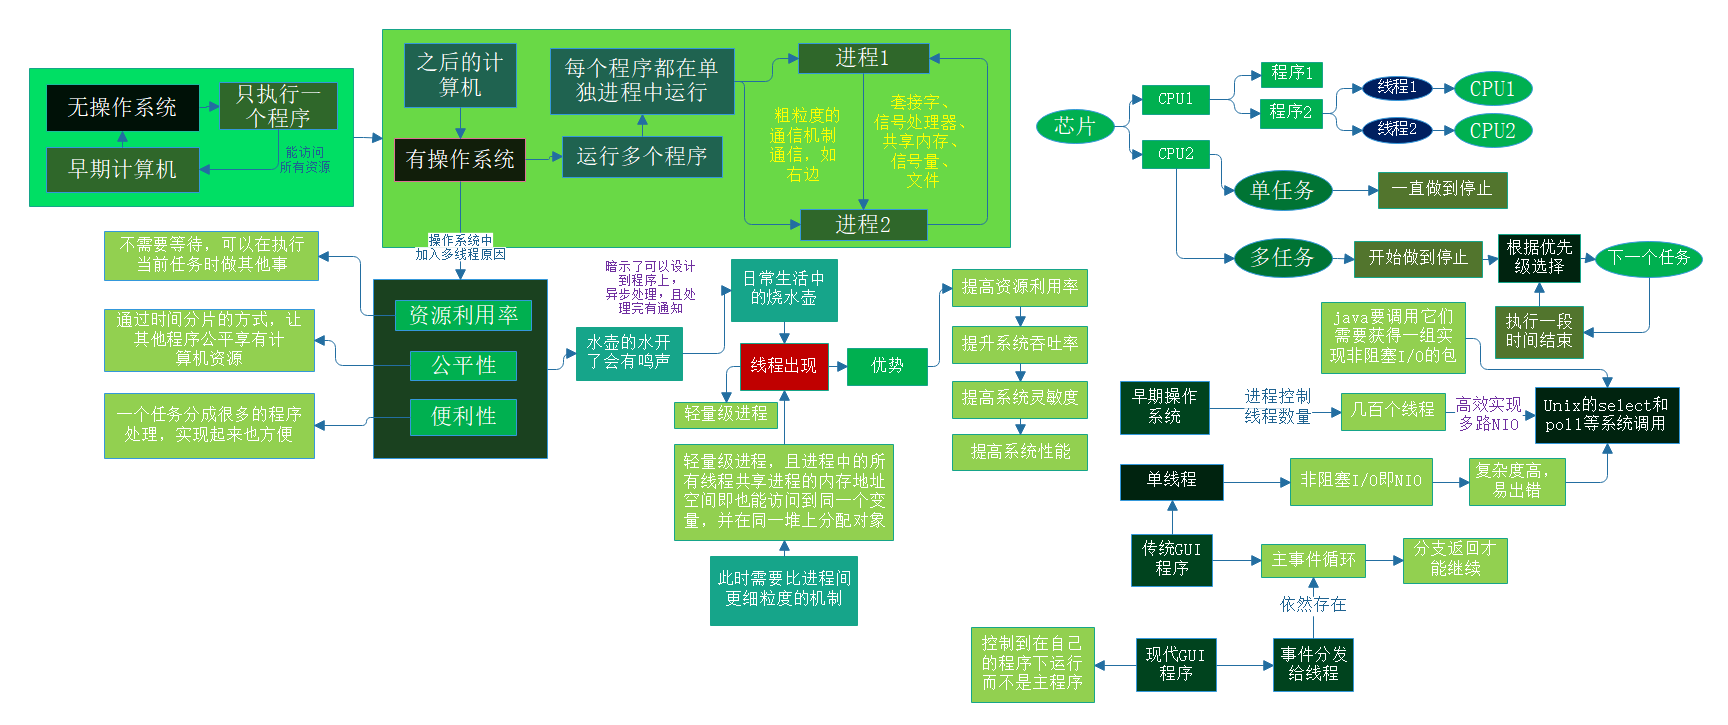 无操作系统
只执行一
个程序
早期计算机
能访问
所有资源
之后的计
算机
有操作系统
每个程序都在单
独进程中运行
运行多个程序
进程1
粗粒度的
通信机制
通信，如
右边
套接字、
信号处理器、
共享内存、
信号量、
文件
进程2
操作系统中
加入多线程原因
不需要等待，可以在执行
当前任务时做其他事
通过时间分片的方式，让
其他程序公平享有计
算机资源
一个任务分成很多的程序
处理，实现起来也方便
资源利用率
公平性
便利性
水壶的水开
了会有鸣声
暗示了可以设计
到程序上，
异步处理，且处
理完有通知
日常生活中
的烧水壶
线程出现
轻量级进程
优势
提高资源利用率
提升系统吞吐率
提高系统灵敏度
提高系统性能
轻量级进程，且进程中的所
有线程共享进程的内存地址
空间即也能访问到同一个变
量，并在同一堆上分配对象
此时需要比进程间
更细粒度的机制
芯片
CPU1
程序1
程序2
线程1
CPU1
线程2
CPU2
CPU2
单任务
一直做到停止
多任务
开始做到停止
根据优先
级选择
下一个任务
执行一段
时间结束
java要调用它们
需要获得一组实
现非阻塞I/O的包
早期操作
系统
进程控制
线程数量
几百个线程
高效实现
多路NIO
Unix的select和
poll等系统调用
单线程
非阻塞I/O即NIO
复杂度高，
易出错
传统GUI
程序
主事件循环
分支返回才
能继续
依然存在
控制到在自己
的程序下运行
而不是主程序
现代GUI
程序
事件分发
给线程